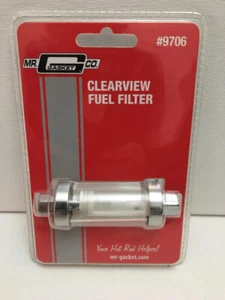 #9706
MR. GASKET CO.
CLEARVIEW
FUEL FILTER
Your Hot Rod Helper!
mr-gasket.com